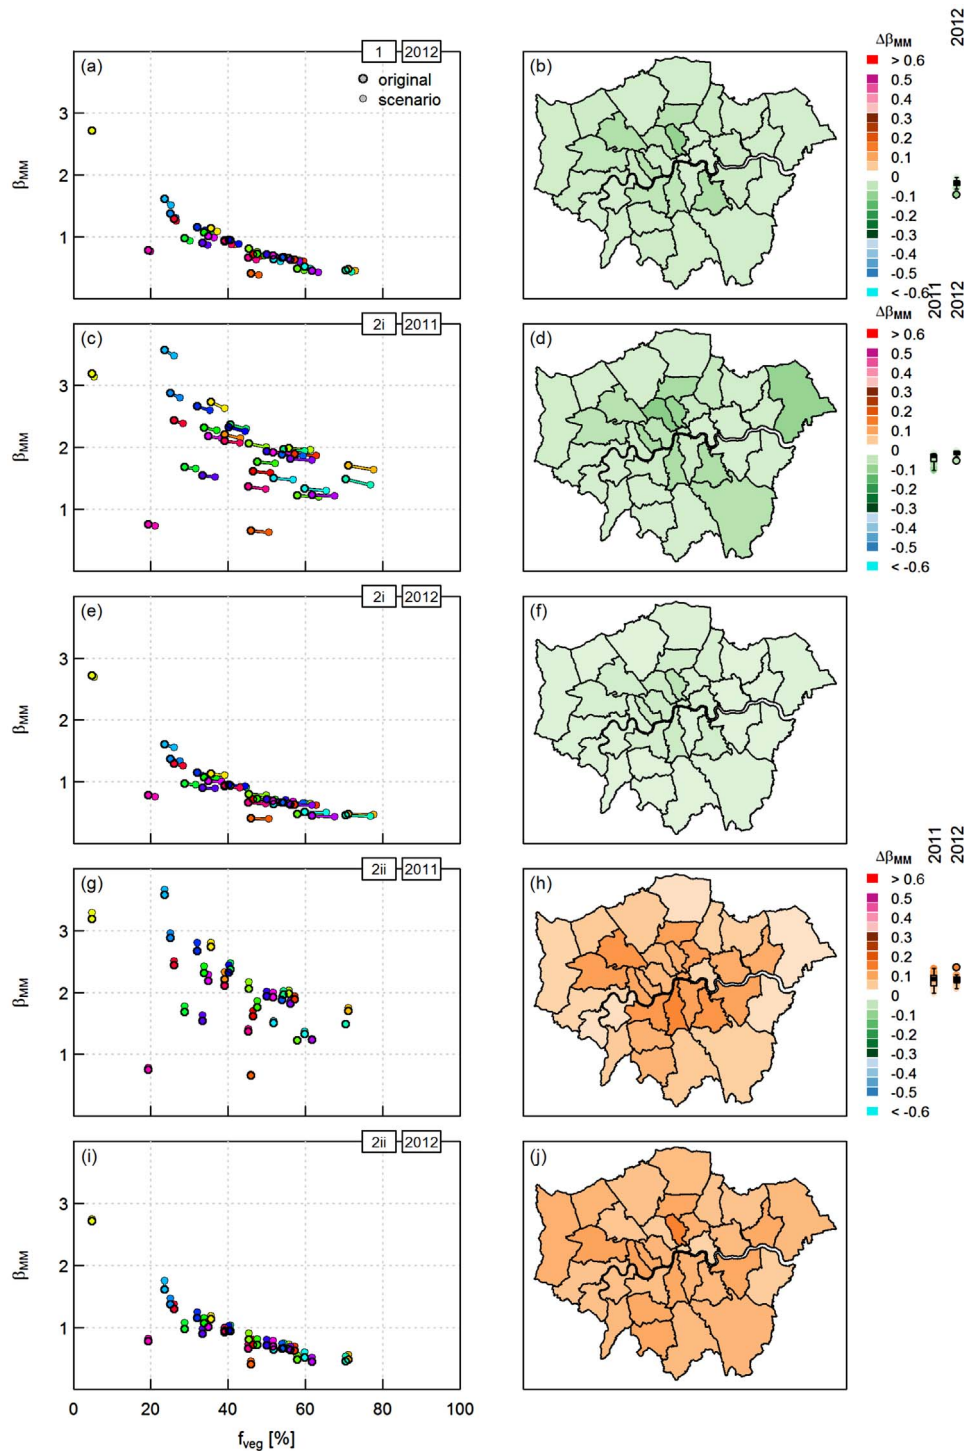 2012
(a)
1
2012
original
scenario
3
2
1
βMM
(b)
ΔβMM
> 0.6
0.5
0.4
0.3
0.2
0.1
0
-0.1
-0.2
-0.3
-0.4
-0.5
< -0.6
(c)
2i
2011
3
2
1
βMM
(d)
ΔβMM
2011
2012
> 0.6
0.5
0.4
0.3
0.2
0.1
0
-0.1
-0.2
-0.3
-0.4
-0.5
< -0.6
(e)
2i
2012
3
2
1
βMM
(f)
(g)
2ii
2011
3
2
1
βMM
(h)
ΔβMM
2011
2012
> 0.6
0.5
0.4
0.3
0.2
0.1
0
-0.1
-0.2
-0.3
-0.4
-0.5
< -0.6
(i)
2ii
2012
3
2
1
βMM
(j)
0 20 40 60 80 100
fveg [%]